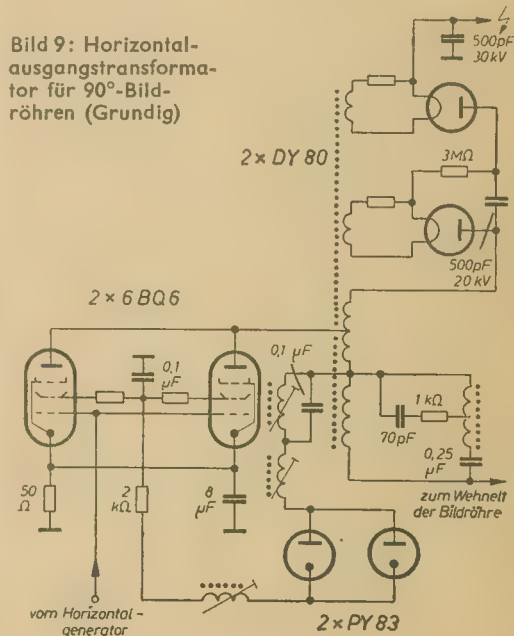 Bild 9: Horizontal-
ausgangstransforma-
tor für 90°-Bild-
röhren (Grundig)
500pF
30 kV
2 x DY 80
3MΩ
500pF
20 kV
2 x 6 BQ 6
0,1
µF
0,1 µF
1 kΩ
70pF
0,25
µF
50
Ω
2
kΩ
8
µF
zum Wehnelt
der Bildröhre
vom Horizontal-
generator
2 x PY 83